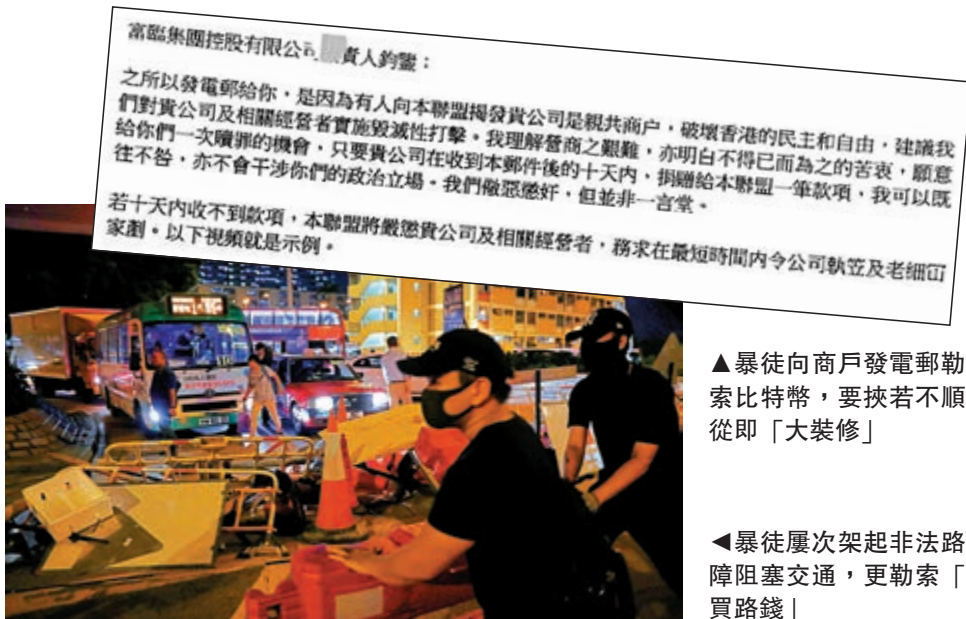 富臨集團控股有限公司 責人鈞鑒：
之所以發電郵給你，是因為有人向本聯盟揭發貴公司是親共商户，破壞香港的民主和自由，建議我
們對貴公司及相關經營者實施毀滅性打擊。我理解營商之艱難，亦明白不得已而為之的苦衷，願意
給你們一次贖罪的機會，只要貴公司在收到本郵件後的十天內，捐贈給本聯盟一筆款項，我可以既
往不咎，亦不會干涉你們的政治立場。我們儆惡懲奸，但並非一言堂。
若十天內收不到款項，本聯盟將嚴懲貴公司及相關經營者，務求在最短時間內令公司執笠及老細冚
家剷。以下視頻就是示例。
▲暴徒向商戶發電郵勒
索比特幣，要挾若不順
從即「大裝修」
◀暴徒屢次架起非法路
障阻塞交通，更勒索「
買路錢」